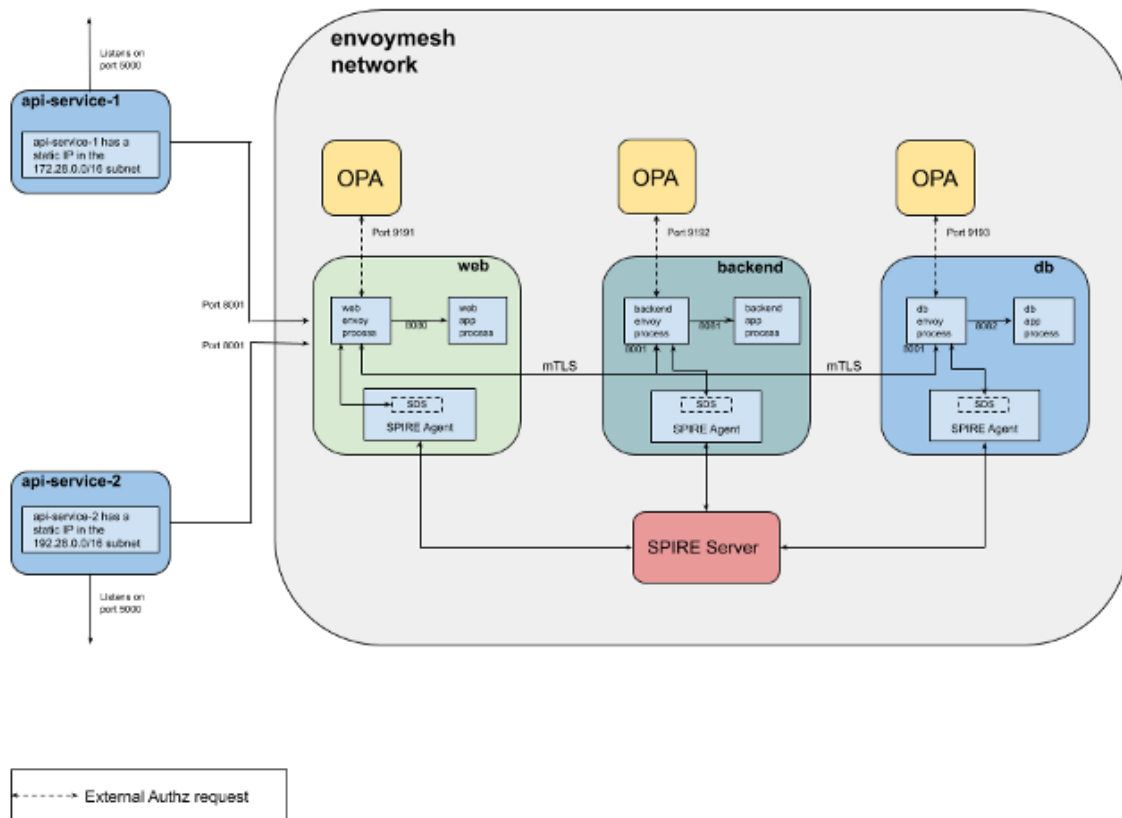 envoymesh
network
Listens on
port 5000
api-service-1
api-service-1 has a
static IP in the
172.28.0.0/16 subnet
OPA
OPA
OPA
Port 9191
Port 9192
Port 9193
web
backend
db
web
envoy
process
8080
web
app
process
backend
envoy
process
8081
backend
app
process
8001
db
envoy
process
8082
db
app
process
8001
Port 8001
Port 8001
mTLS
mTLS
SDS
SPIRE Agent
SDS
SPIRE Agent
SDS
SPIRE Agent
api-service-2
api-service-2 has a
static IP in the
192.28.0.0/16 subnet
SPIRE Server
Listens on
port 5000
External Authz request